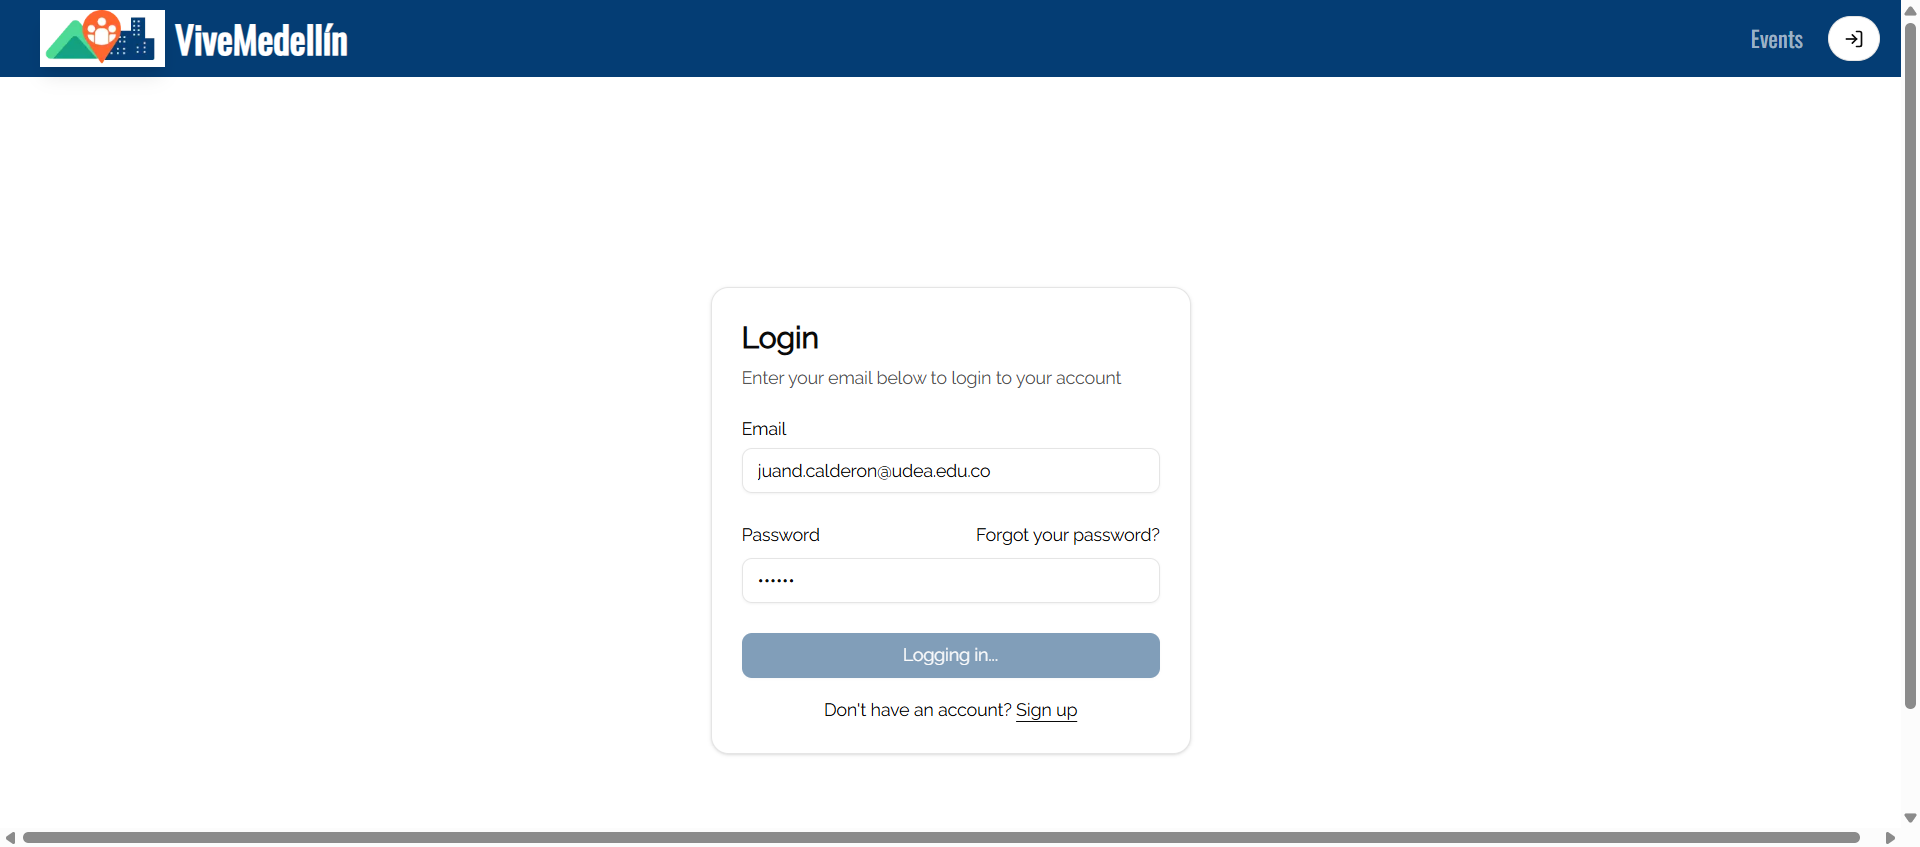 ViveMedellín
Events
Login
Enter your email below to login to your account
Email
juand.calderon@udea.edu.co
Password
Forgot your password?
••••••
Logging in...
Don't have an account? Sign up